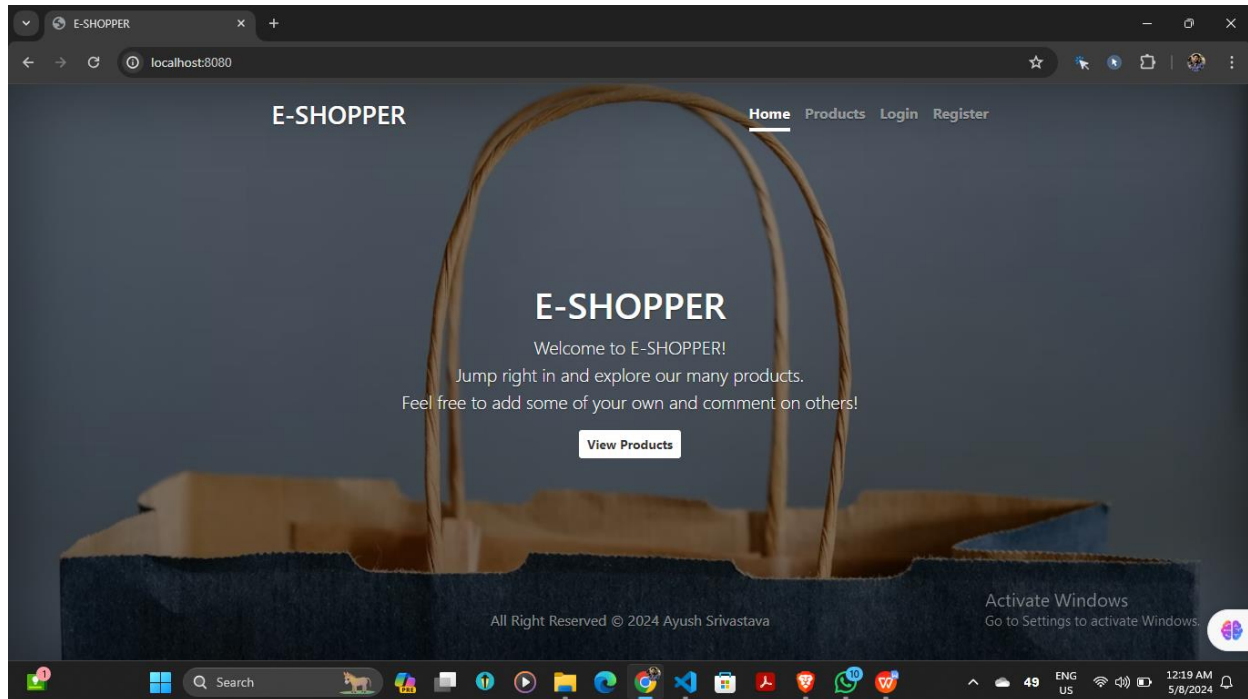 E-SHOPPER
localhost:8080
E-SHOPPER
Home Products Login Register
E-SHOPPER
Welcome to E-SHOPPER!
Jump right in and explore our many products.
Feel free to add some of your own and comment on others!
View Products
Activate Windows
Go to Settings to activate Windows.
All Right Reserved © 2024 Ayush Srivastava
1
Search
PRE
10
49
ENG
US
12:19 AM
5/8/2024